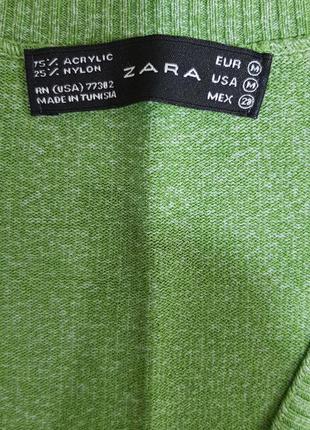 75% ACRYLIC
25% NYLON
RN (USA) 77302
MADE IN TUNISIA
ZARA
EUR M
USA M
MEX 28